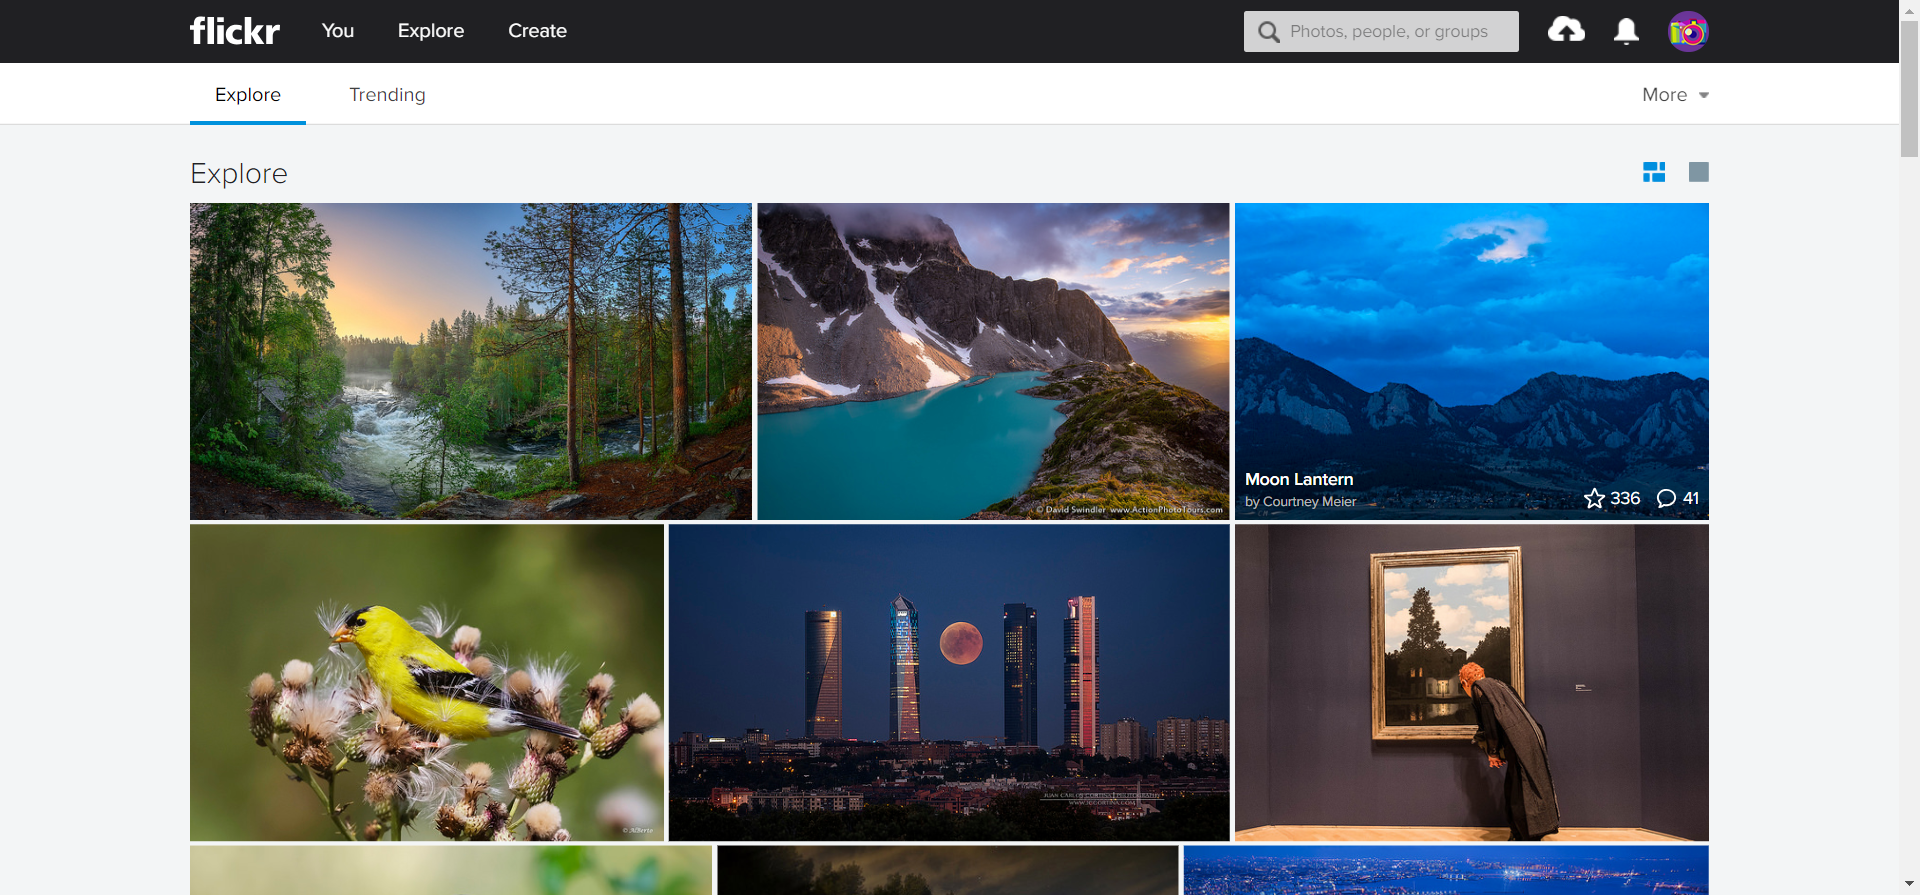 flickr You Explore Create Photos, people, or groups
Explore Trending More
Explore
© David Swindler www.ActionPhotoTours.com
Moon Lantern
by Courtney Meier 336 41
© AlBerto
JUAN CARLOS CORTINA PHOTOGRAPHY
WWW.JCCORTINA.COM